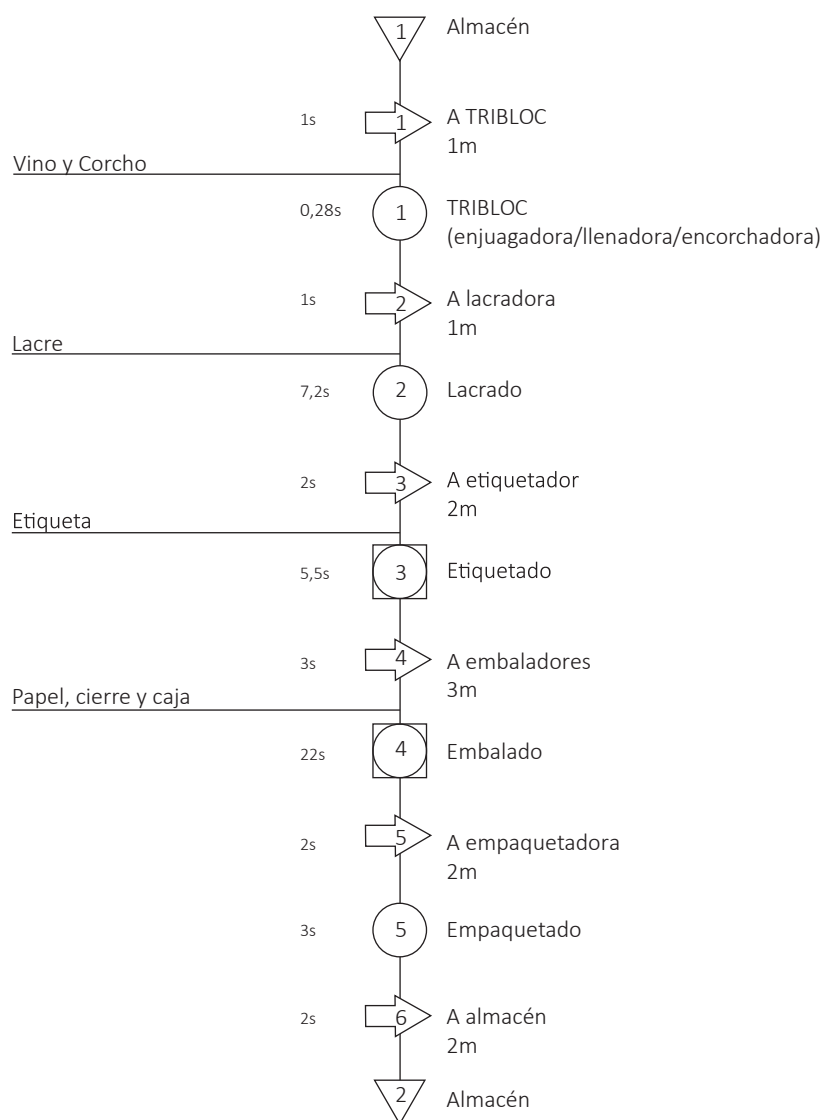 1 Almacén
1s 1 A TRIBLOC
1m
Vino y Corcho
0,28s 1 TRIBLOC
(enjuagadora/llenadora/encorchadora)
1s 2 A lacradora
1m
Lacre
7,2s 2 Lacrado
2s 3 A etiquetador
2m
Etiqueta
5,5s 3 Etiquetado
3s 4 A embaladores
3m
Papel, cierre y caja
22s 4 Embalado
2s 5 A empaquetadora
2m
3s 5 Empaquetado
2s 6 A almacén
2m
2 Almacén